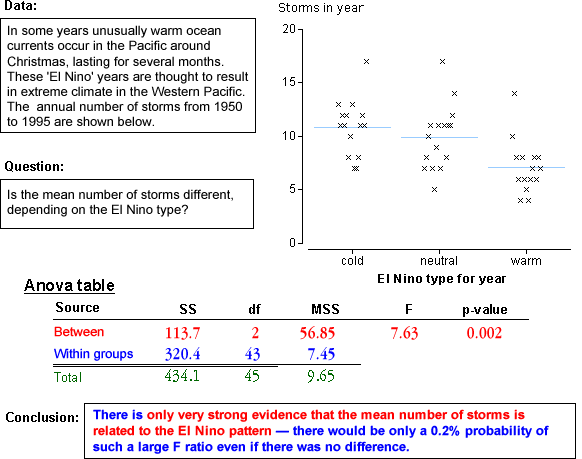 Data:
In some years unusually warm ocean
currents occur in the Pacific around
Christmas, lasting for several months.
These 'El Nino' years are thought to result
in extreme climate in the Western Pacific.
The annual number of storms from 1950
to 1995 are shown below.
Question:
Is the mean number of storms different,
depending on the El Nino type?
Storms in year
20
15
10
5
0
cold neutral warm
El Nino type for year
Anova table
Source SS df MSS F p-value
Between 113.7 2 56.85 7.63 0.002
Within groups 320.4 43 7.45
Total 434.1 45 9.65
Conclusion:
There is only very strong evidence that the mean number of storms is
related to the El Nino pattern — there would be only a 0.2% probability of
such a large F ratio even if there was no difference.